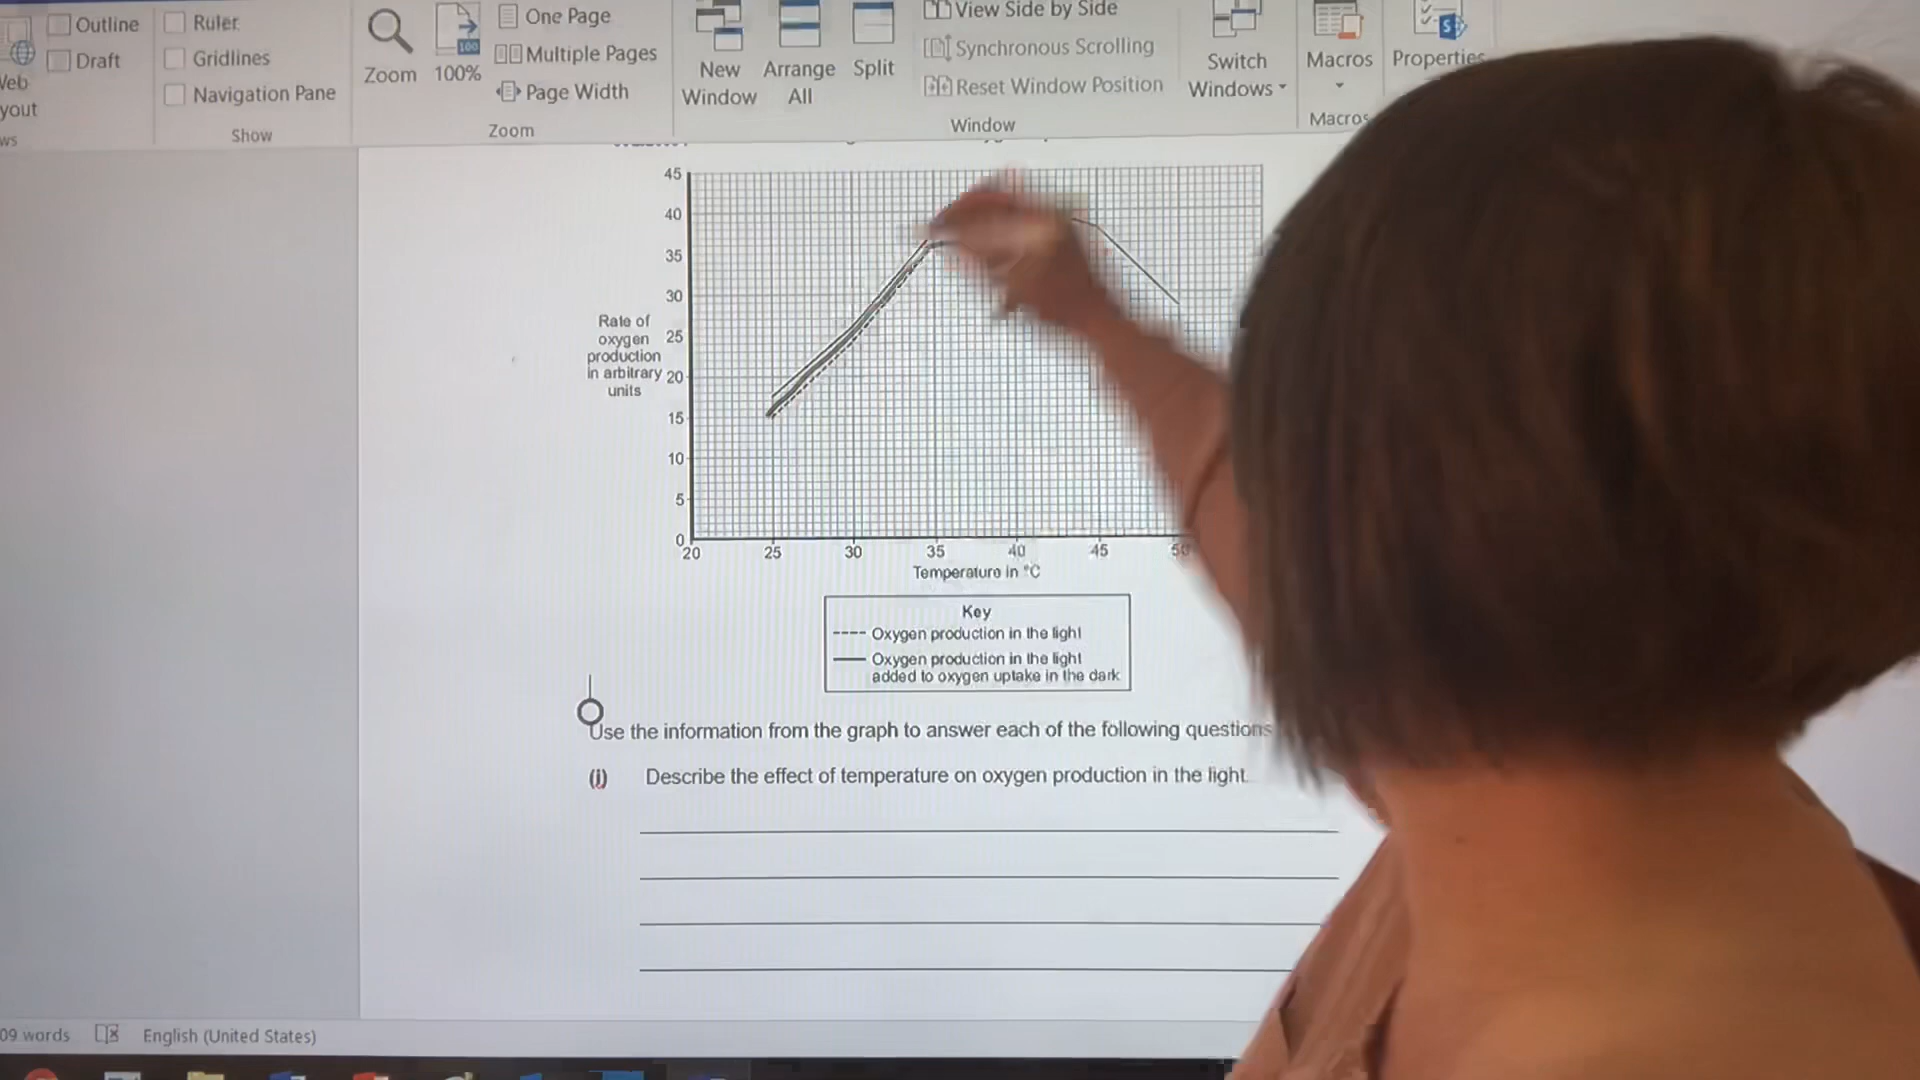 Outline
Draft
Ruler
Gridlines
Navigation Pane
Show
Zoom
100%
100
One Page
Multiple Pages
Page Width
Zoom
New
Window
Arrange
All
Split
View Side by Side
Synchronous Scrolling
Reset Window Position
Window
Switch
Windows
Macros
Macros
Properties
45
40
35
30
25
20
15
10
5
0
Rate of
oxygen
production
in arbitrary
units
20 25 30 35 40 45 50
Temperature in °C
Key
Oxygen production in the light
Oxygen production in the light
added to oxygen uptake in the dark
Use the information from the graph to answer each of the following questions
(i) Describe the effect of temperature on oxygen production in the light.
09 words
English (United States)